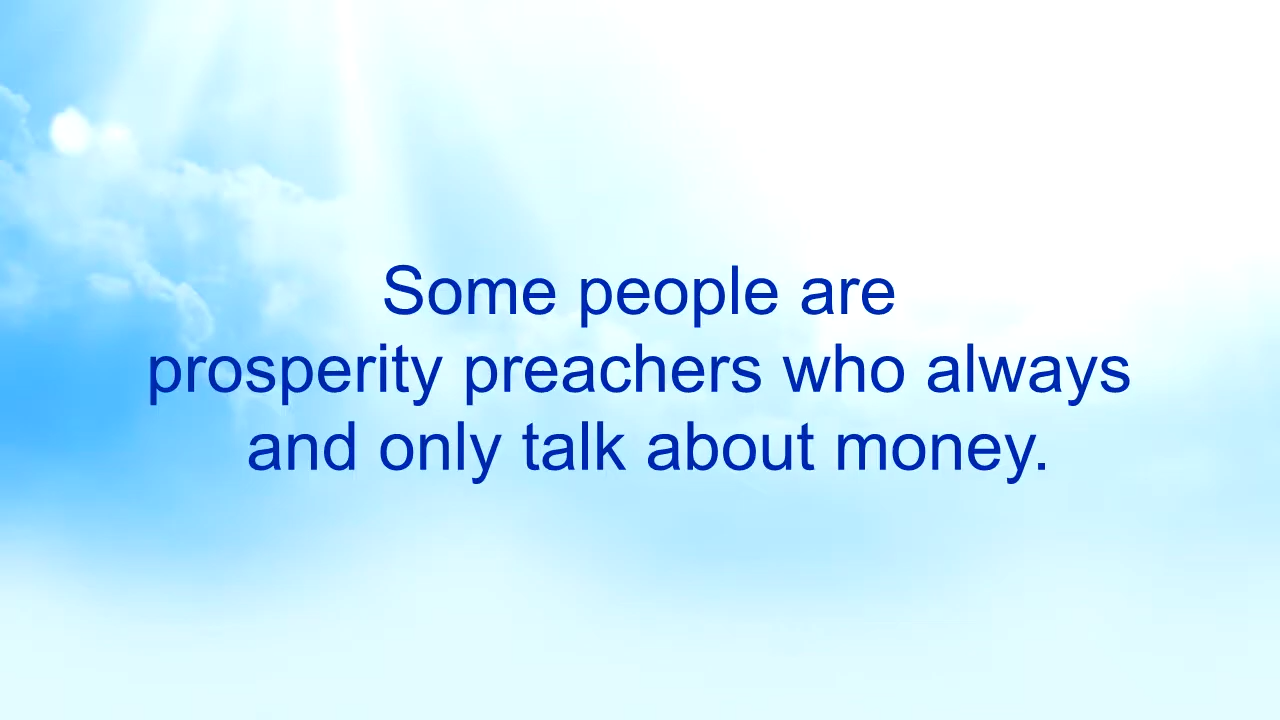 Some people are
prosperity preachers who always
and only talk about money.